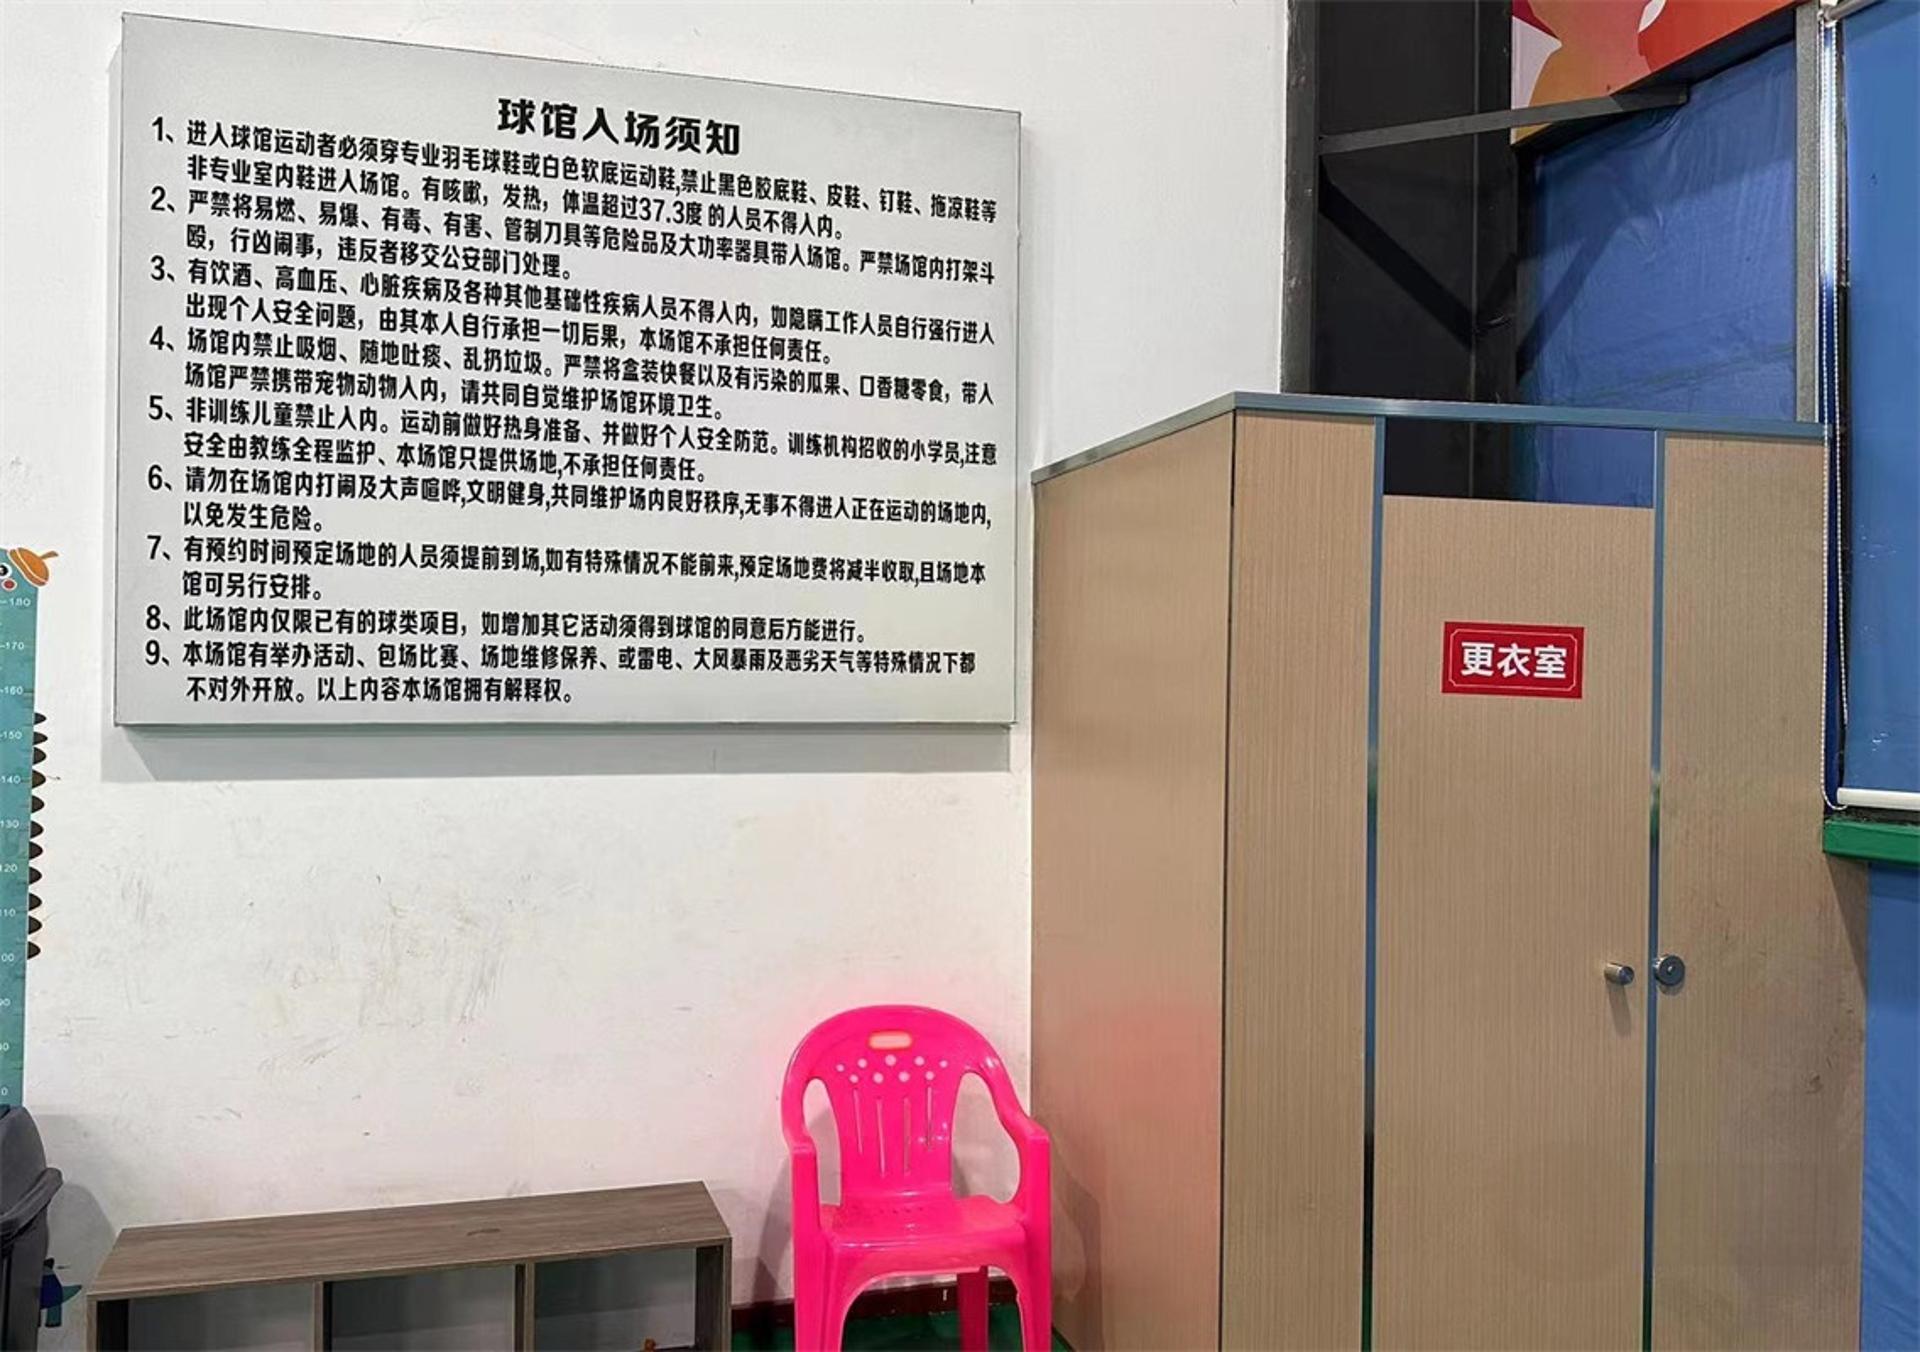 球馆入场须知
1、进入球馆运动者必须穿专业羽毛球鞋或白色软底运动鞋,禁止黑色胶底鞋、皮鞋、钉鞋、拖凉鞋等
非专业室内鞋进入场馆。有咳嗽，发热，体温超过37.3度的人员不得入内。
2、严禁将易燃、易爆、有毒、有害、管制刀具等危险品及大功率器具带入场馆。严禁场馆内打架斗
殴，行凶闹事，违反者移交公安部门处理。
3、有饮酒、高血压、心脏疾病及各种其他基础性疾病人员不得入内，如隐瞒工作人员自行强行进入
出现个人安全问题，由其本人自行承担一切后果，本场馆不承担任何责任。
4、场馆内禁止吸烟、随地吐痰、乱扔垃圾。严禁将盒装快餐以及有污染的瓜果、口香糖零食，带入
场馆严禁携带宠物动物入内，请共同自觉维护场馆环境卫生。
5、非训练儿童禁止入内。运动前做好热身准备、并做好个人安全防范。训练机构招收的小学员,注意
安全由教练全程监护、本场馆只提供场地,不承担任何责任。
6、请勿在场馆内打闹及大声喧哗,文明健身,共同维护场内良好秩序,无事不得进入正在运动的场地内,
以免发生危险。
7、有预约时间预定场地的人员须提前到场,如有特殊情况不能前来,预定场地费将减半收取,且场地本
馆可另行安排。
8、此场馆内仅限已有的球类项目，如增加其它活动须得到球馆的同意后方能进行。
9、本场馆有举办活动、包场比赛、场地维修保养、或雷电、大风暴雨及恶劣天气等特殊情况下都
不对外开放。以上内容本场馆拥有解释权。
更衣室
180
170
160
150
140
130
120
110